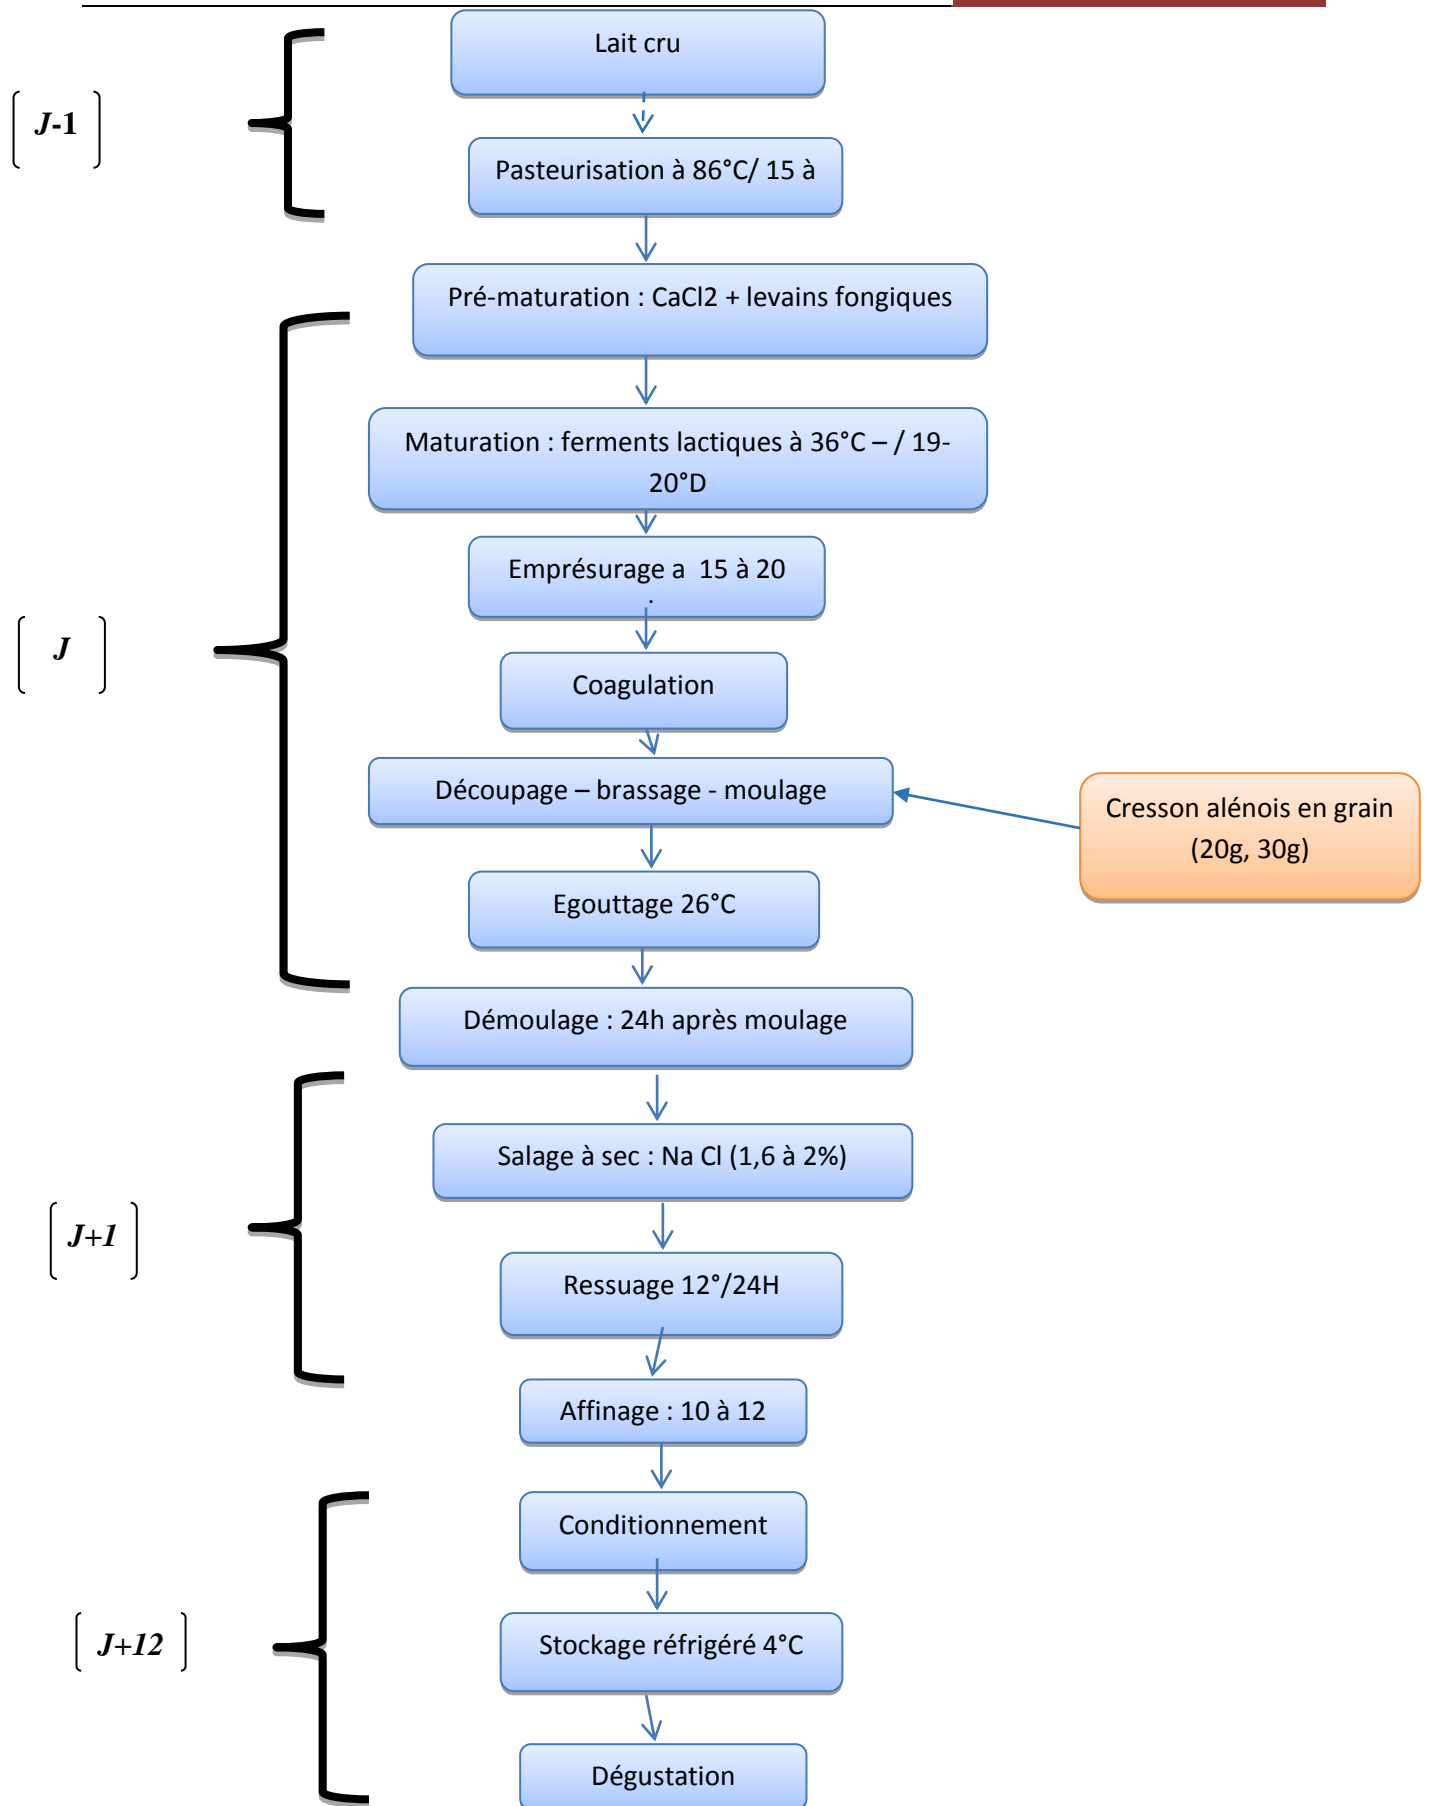 Lait cru
J-1
Pasteurisation à 86°C/ 15 à
Pré-maturation : CaCl2 + levains fongiques
Maturation : ferments lactiques à 36°C – / 19-
20°D
Emprésurage a  15 à 20
.
J
Coagulation
Découpage – brassage - moulage
Cresson alénois en grain
(20g, 30g)
Egouttage 26°C
Démoulage : 24h après moulage
Salage à sec : Na Cl (1,6 à 2%)
J+1
Ressuage 12°/24H
Affinage : 10 à 12
Conditionnement
J+12
Stockage réfrigéré 4°C
Dégustation